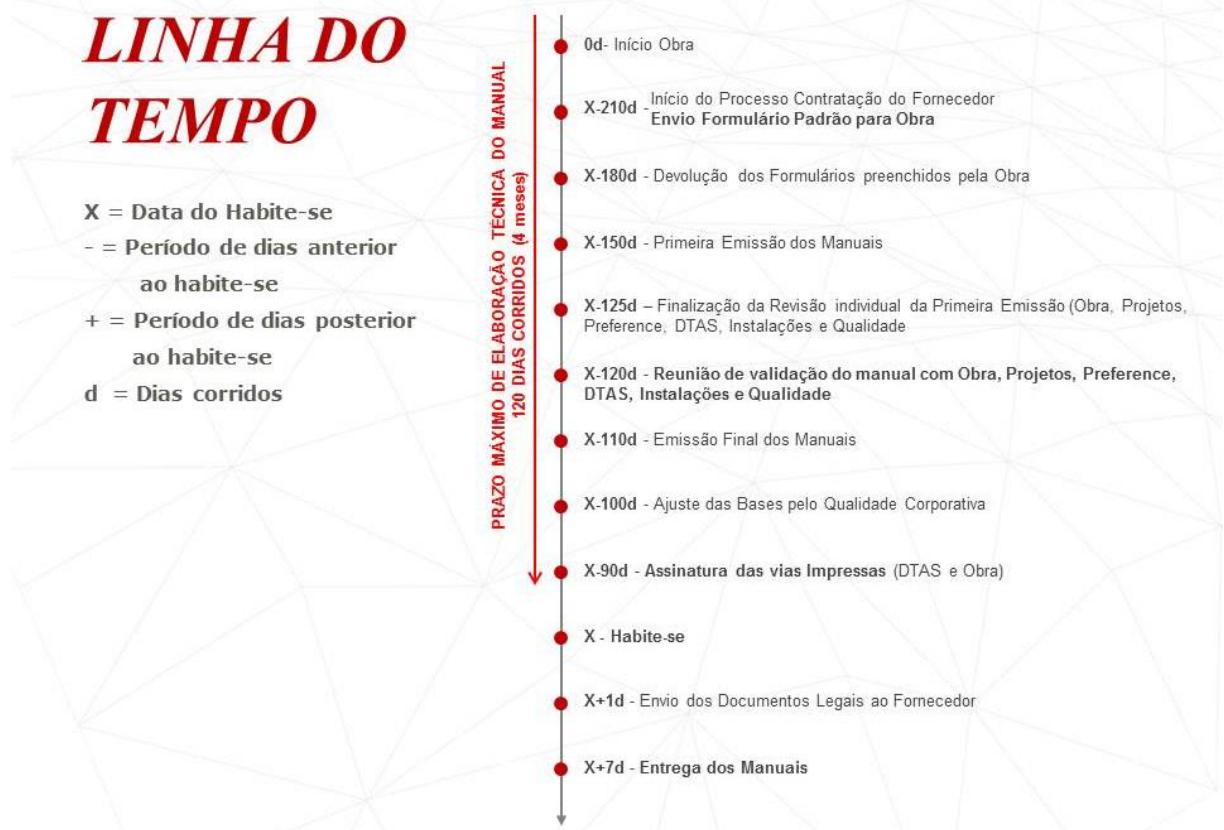 LINHA DO
TEMPO
X = Data do Habite-se
- = Período de dias anterior
ao habite-se
+ = Período de dias posterior
ao habite-se
d = Dias corridos
PRAZO MÁXIMO DE ELABORAÇÃO TÉCNICA DO MANUAL
120 DIAS CORRIDOS (4 meses)
0d- Início Obra
X-210d - Início do Processo Contratação do Fornecedor
Envio Formulário Padrão para Obra
X-180d - Devolução dos Formulários preenchidos pela Obra
X-150d - Primeira Emissão dos Manuais
X-125d – Finalização da Revisão individual da Primeira Emissão (Obra, Projetos,
Preference, DTAS, Instalações e Qualidade
X-120d - Reunião de validação do manual com Obra, Projetos, Preference,
DTAS, Instalações e Qualidade
X-110d - Emissão Final dos Manuais
X-100d - Ajuste das Bases pelo Qualidade Corporativa
X-90d - Assinatura das vias Impressas (DTAS e Obra)
X - Habite-se
X+1d - Envio dos Documentos Legais ao Fornecedor
X+7d - Entrega dos Manuais